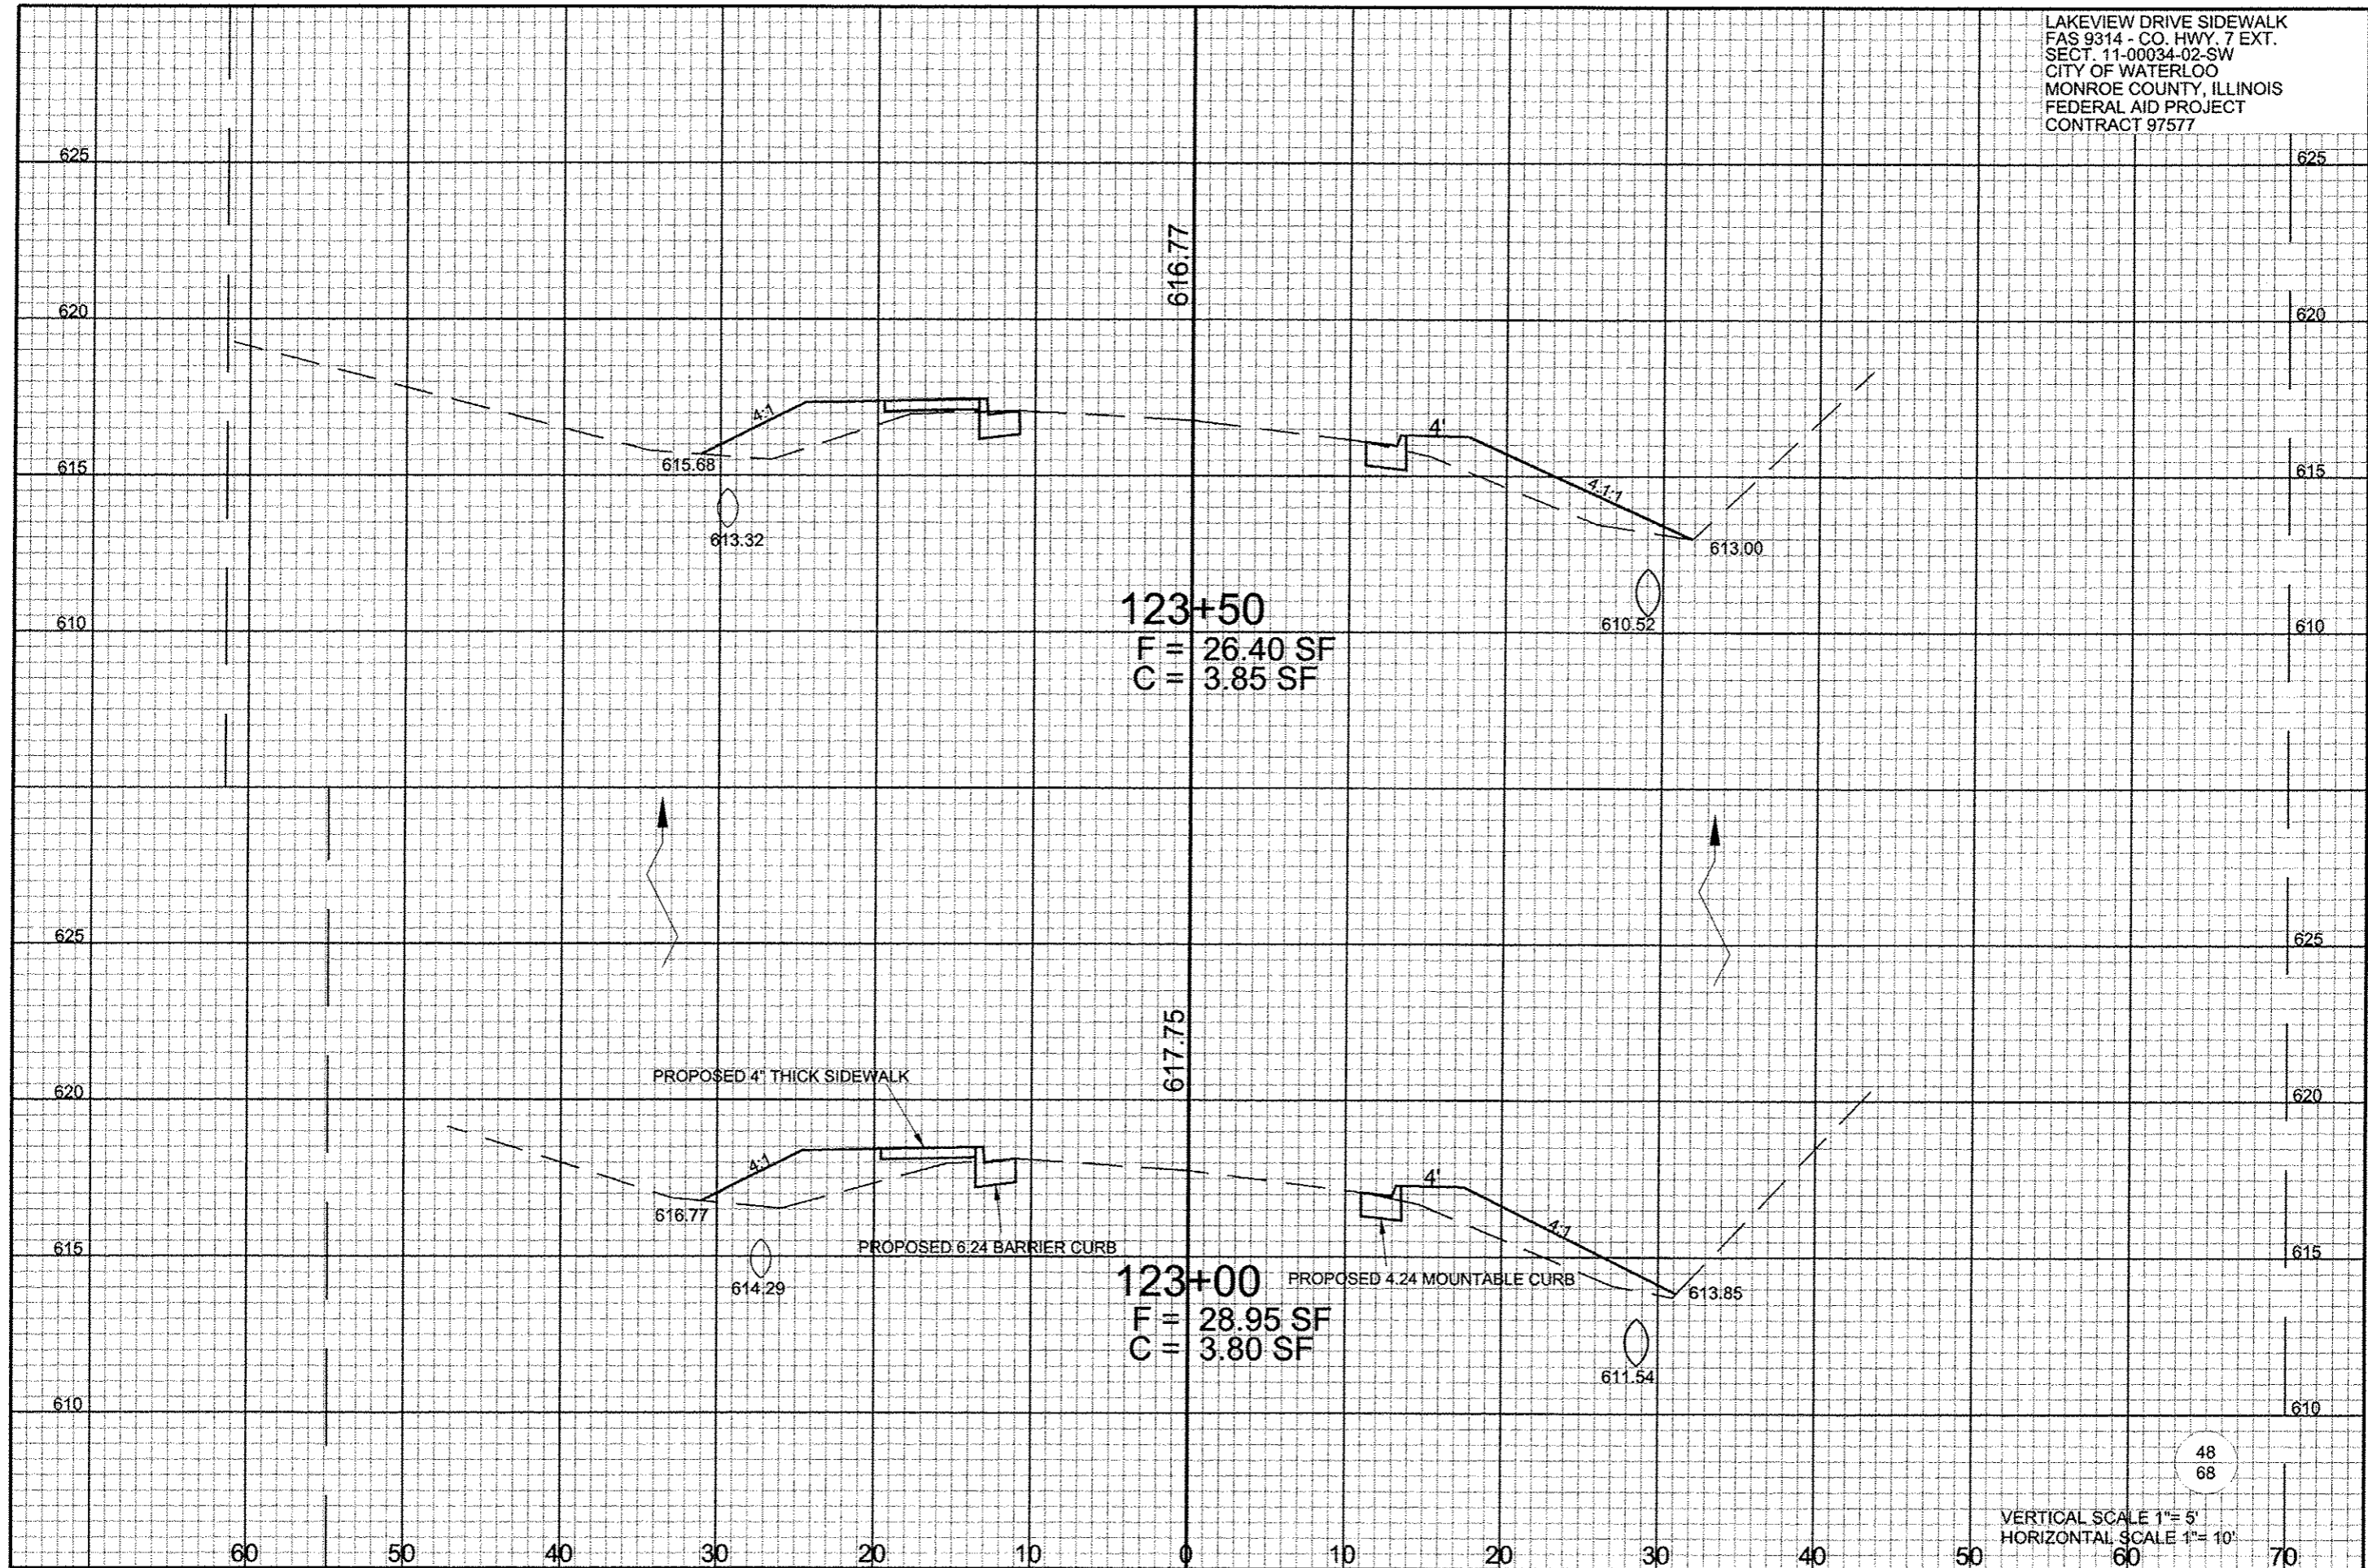 LAKEVIEW DRIVE SIDEWALK
FAS 9314 - CO. HWY. 7 EXT.
SECT. 11-00034-02-SW
CITY OF WATERLOO
MONROE COUNTY, ILLINOIS
FEDERAL AID PROJECT
CONTRACT 97577
625
625
616.77
620
620
4:1
4'
615
615.68
4.1:1
615
613.32
613.00
123+50
610
610.52
610
F = 26.40 SF
C = 3.85 SF
625
625
617.75
PROPOSED 4" THICK SIDEWALK
620
620
4:1
4'
616.77
4:1
PROPOSED 6.24 BARRIER CURB
615
615
614.29
123+00
PROPOSED 4.24 MOUNTABLE CURB
613.85
F = 28.95 SF
C = 3.80 SF
611.54
610
610
48
68
VERTICAL SCALE 1"= 5'
HORIZONTAL SCALE 1"= 10'
60 50 40 30 20 10 0 10 20 30 40 50 60 70